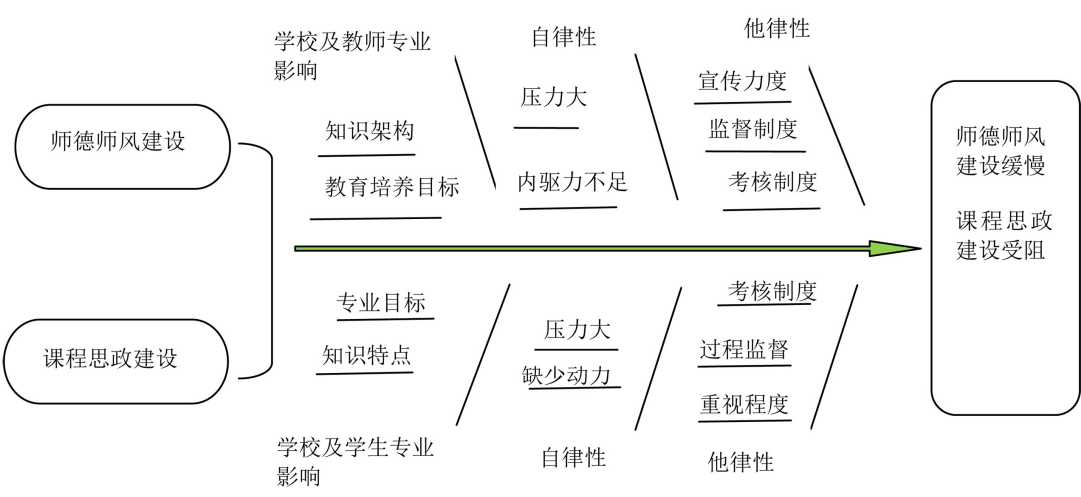 师德师风建设
课程思政建设
学校及教师专业
影响
知识架构
教育培养目标
自律性
压力大
内驱力不足
他律性
宣传力度
监督制度
考核制度
专业目标
知识特点
学校及学生专业
影响
压力大
缺少动力
自律性
考核制度
过程监督
重视程度
他律性
师德师风
建设缓慢
课程思政
建设受阻